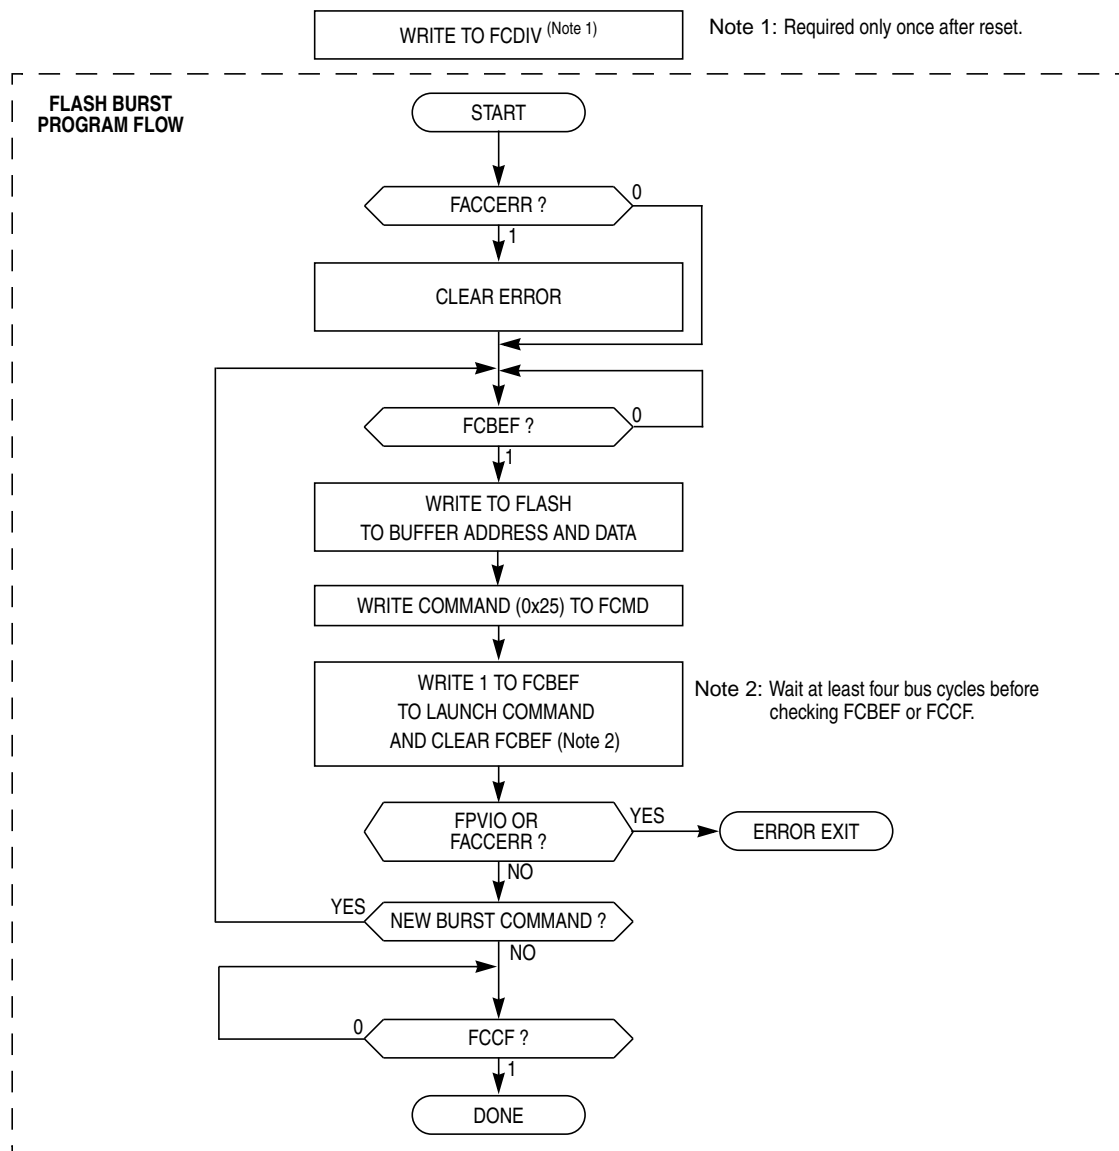 WRITE TO FCDIV (Note 1)
Note 1: Required only once after reset.
FLASH BURST
PROGRAM FLOW
START
FACCERR ?
0
1
CLEAR ERROR
FCBEF ?
0
1
WRITE TO FLASH
TO BUFFER ADDRESS AND DATA
WRITE COMMAND (0x25) TO FCMD
WRITE 1 TO FCBEF
TO LAUNCH COMMAND
AND CLEAR FCBEF (Note 2)
Note 2: Wait at least four bus cycles before
checking FCBEF or FCCF.
FPVIO OR
FACCERR ?
YES
ERROR EXIT
NO
YES
NEW BURST COMMAND ?
NO
0
FCCF ?
1
DONE